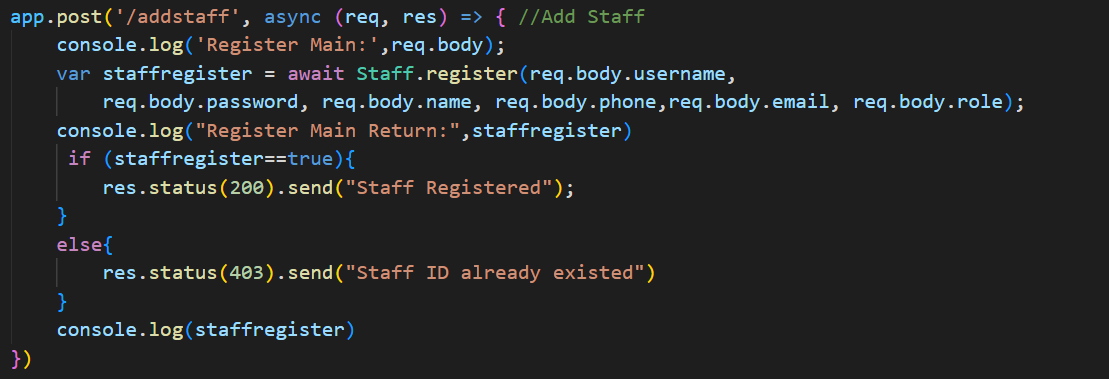 app.post('/addstaff', async (req, res) => { //Add Staff
console.log('Register Main:',req.body);
var staffregister = await Staff.register(req.body.username,
req.body.password, req.body.name, req.body.phone,req.body.email, req.body.role);
console.log("Register Main Return:",staffregister)
if (staffregister==true){
res.status(200).send("Staff Registered");
}
else{
res.status(403).send("Staff ID already existed")
}
console.log(staffregister)
})